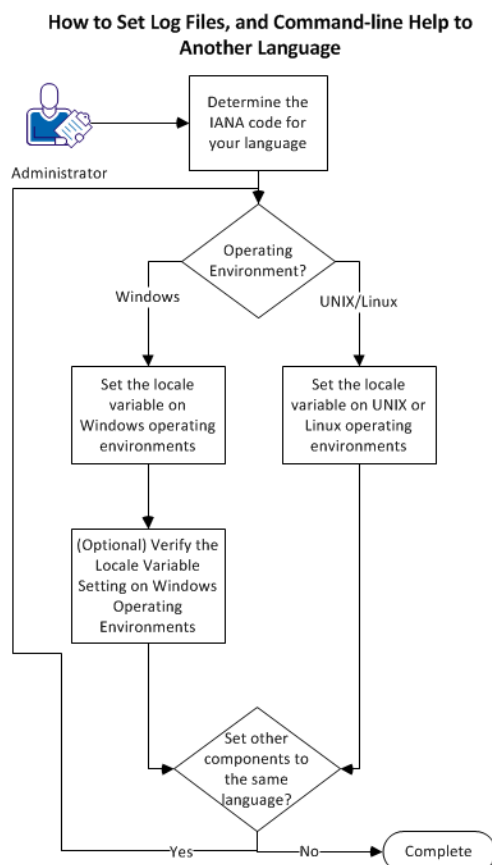 How to Set Log Files, and Command-line Help to
Another Language
Determine the
IANA code for
your language
Administrator
Operating
Environment?
Windows
UNIX/Linux
Set the locale
variable on
Windows operating
environments
Set the locale
variable on UNIX or
Linux operating
environments
(Optional) Verify the
Locale Variable
Setting on Windows
Operating
Environments
Set other
components to
the same
language?
Yes
No
Complete